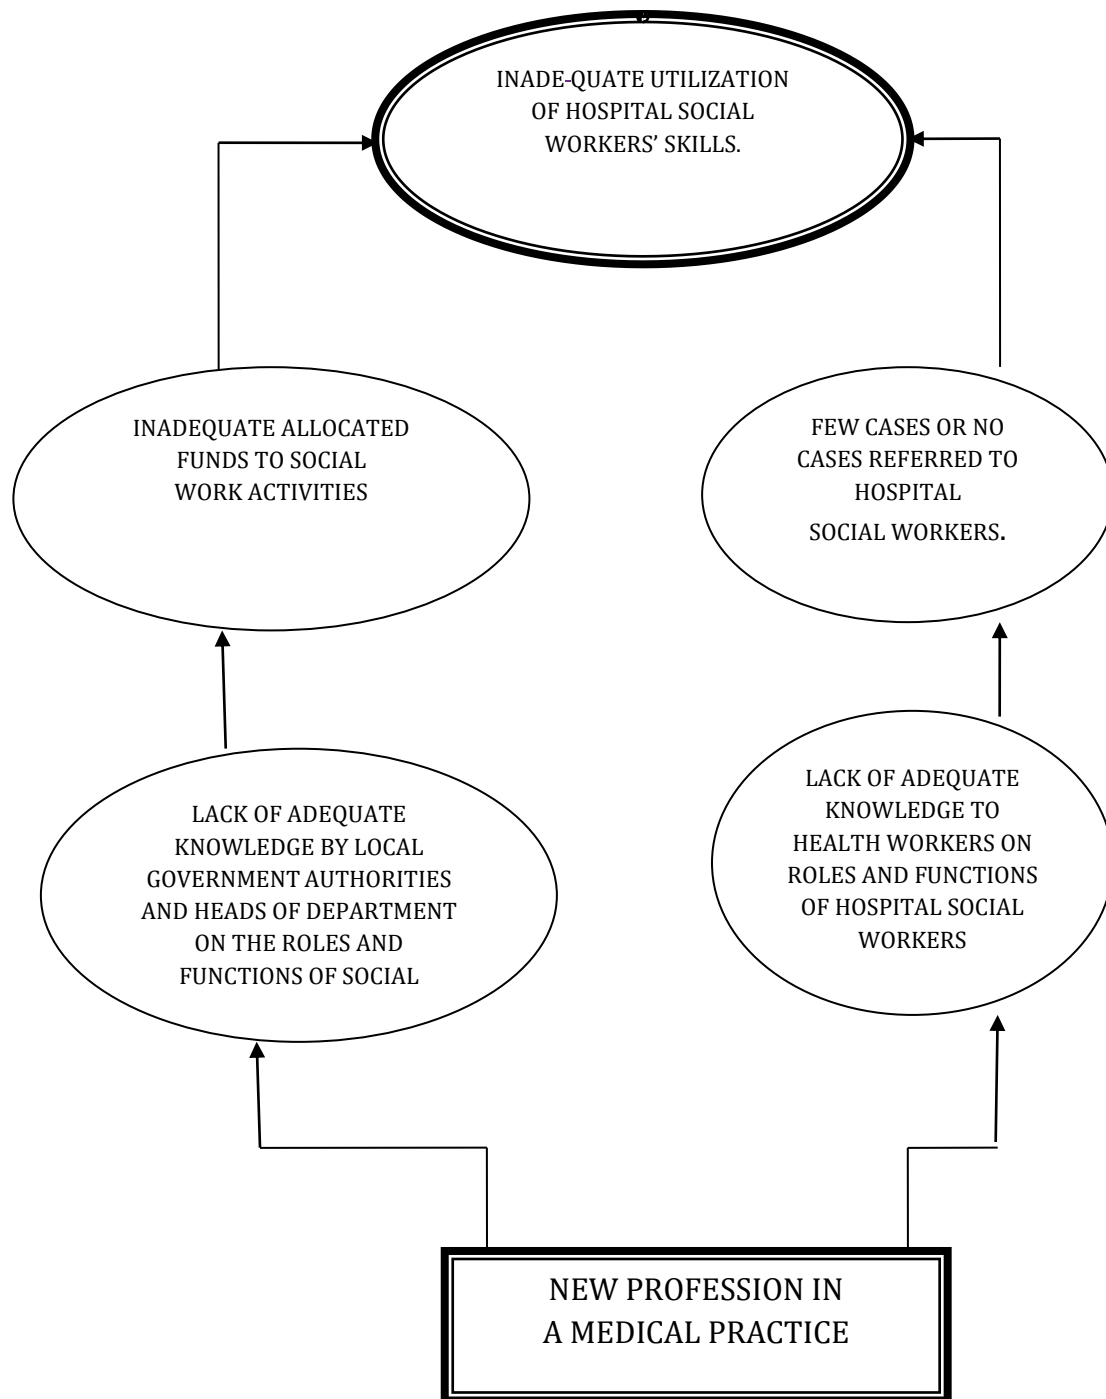 INADE-QUATE UTILIZATION
OF HOSPITAL SOCIAL
WORKERS’ SKILLS.
INADEQUATE ALLOCATED
FUNDS TO SOCIAL
WORK ACTIVITIES
FEW CASES OR NO
CASES REFERRED TO
HOSPITAL
SOCIAL WORKERS.
LACK OF ADEQUATE
KNOWLEDGE BY LOCAL
GOVERNMENT AUTHORITIES
AND HEADS OF DEPARTMENT
ON THE ROLES AND
FUNCTIONS OF SOCIAL
LACK OF ADEQUATE
KNOWLEDGE TO
HEALTH WORKERS ON
ROLES AND FUNCTIONS
OF HOSPITAL SOCIAL
WORKERS
NEW PROFESSION IN
A MEDICAL PRACTICE